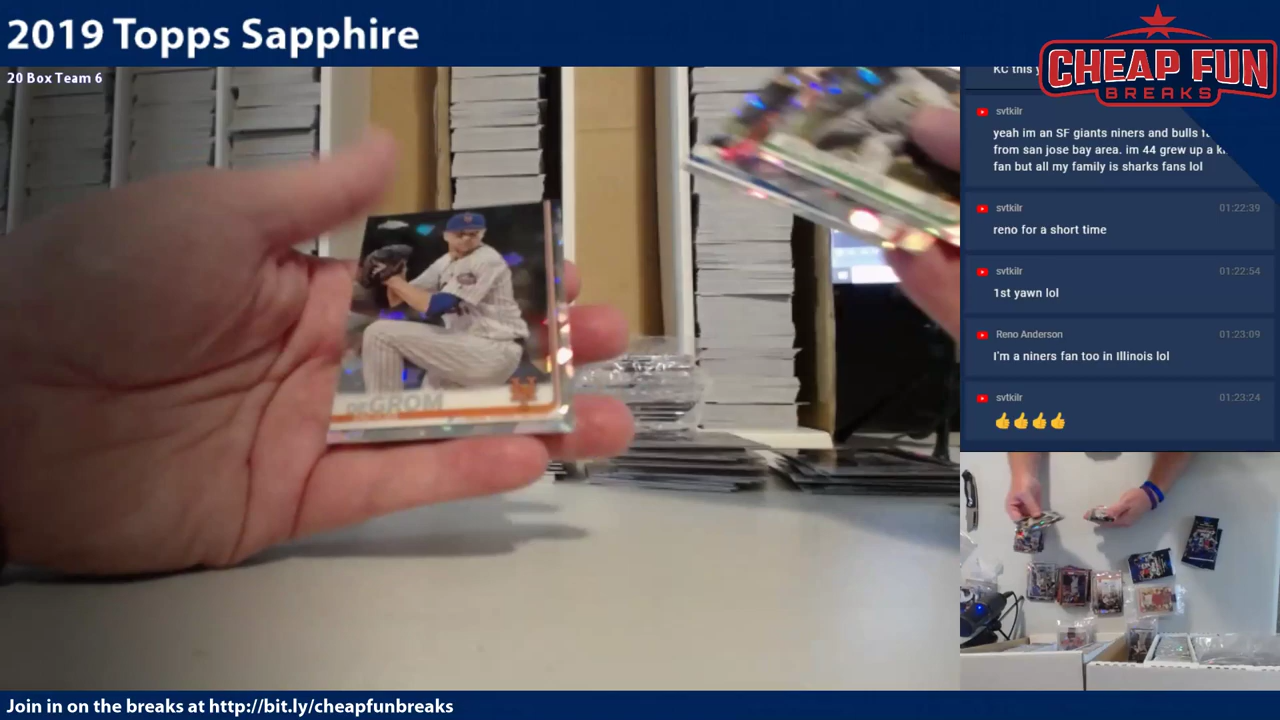 2019 Topps Sapphire
20 Box Team 6
CHEAP FUN
BREAKS
KC this
svtkilr
yeah im an SF giants niners and bulls
from san jose bay area. im 44 grew up a
fan but all my family is sharks fans lol
svtkilr 01:22:39
reno for a short time
svtkilr 01:22:54
1st yawn lol
Reno Anderson 01:23:09
I'm a niners fan too in Illinois lol
svtkilr 01:23:24
👍👍👍👍
DEGROM
Join in on the breaks at http://bit.ly/cheapfunbreaks